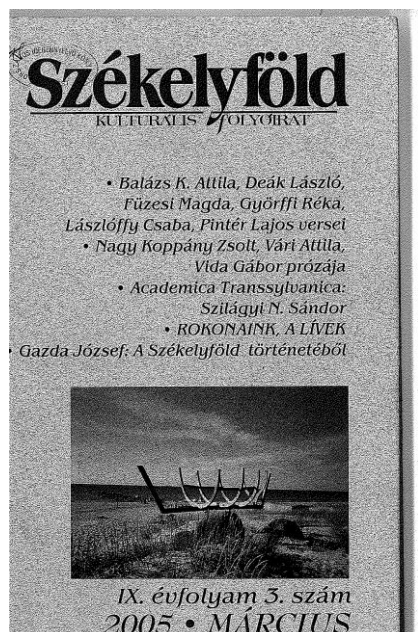 Székelyföld
KULTURÁLIS FOLYÓIRAT
• Balázs K. Attila, Deák László,
Füzesi Magda, Györffi Réka,
Lászlóffy Csaba, Pintér Lajos versei
• Nagy Koppány Zsolt, Vári Attila,
Vida Gábor prózája
• Academica Transsylvanica:
Szilágyi N. Sándor
• ROKONAINK, A LÍVEK
• Gazda József: A Székelyföld történetéből
IX. évfolyam 3. szám
2005 • MÁRCIUS